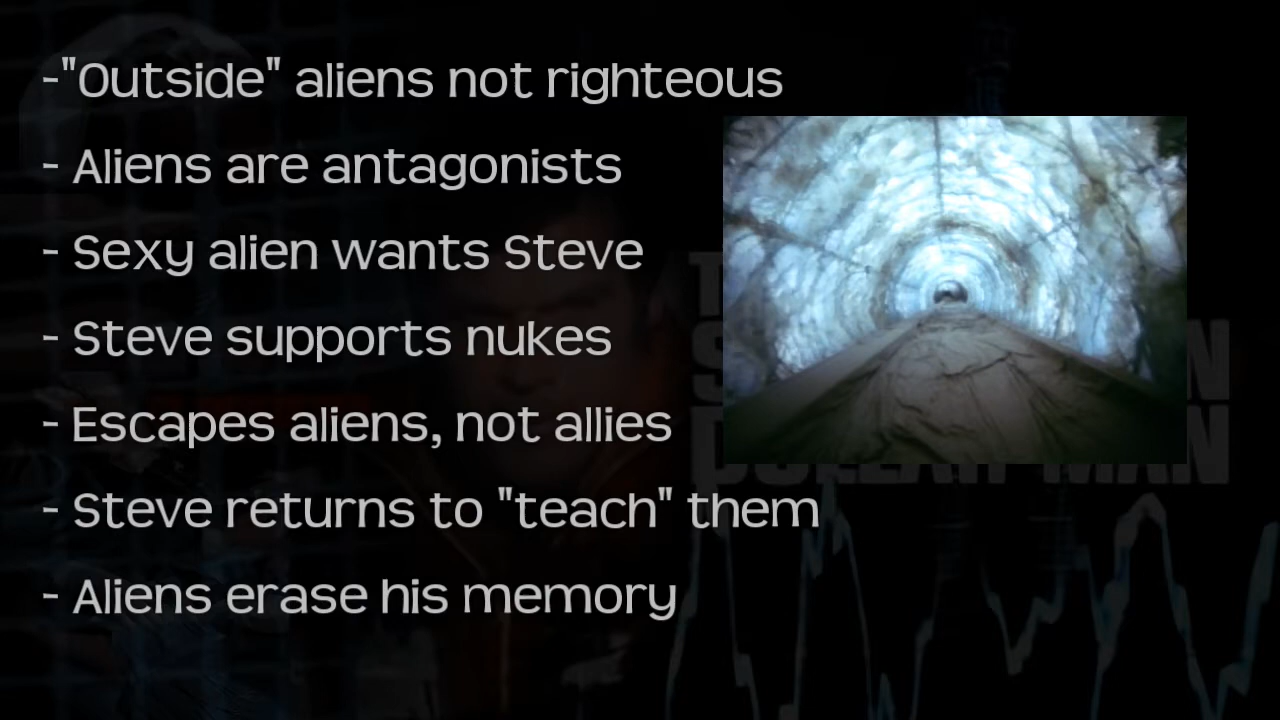 -"Outside" aliens not righteous
- Aliens are antagonists
- Sexy alien wants Steve
- Steve supports nukes
- Escapes aliens, not allies
- Steve returns to "teach" them
- Aliens erase his memory